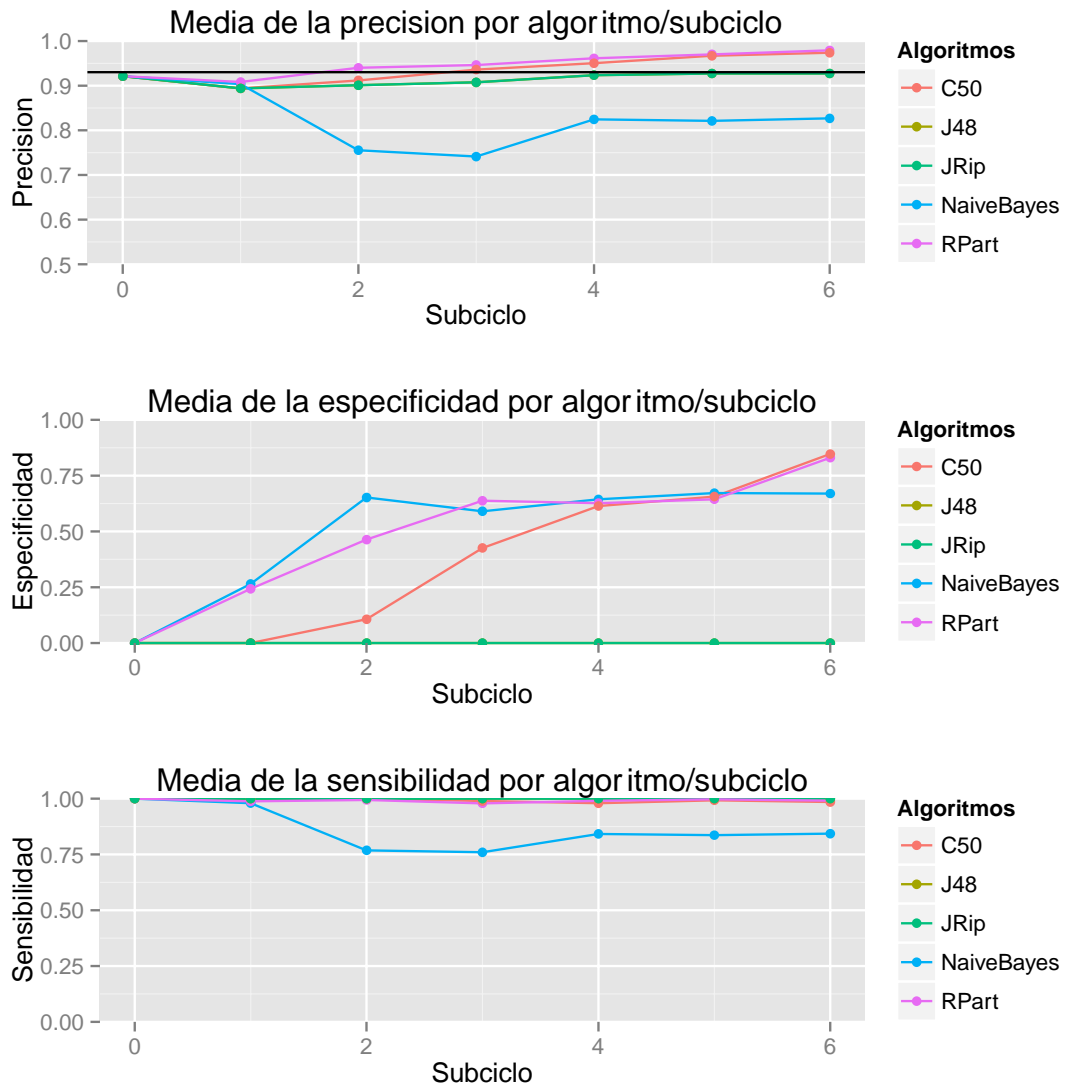 Media de la precision por algoritmo/subciclo
1.0
0.9
0.8
0.7
0.6
0.5
Precision
0 2 4 6
Subciclo
Algoritmos
C50
J48
JRip
NaiveBayes
RPart
Media de la especificidad por algoritmo/subciclo
1.00
0.75
0.50
0.25
0.00
Especificidad
0 2 4 6
Subciclo
Algoritmos
C50
J48
JRip
NaiveBayes
RPart
Media de la sensibilidad por algoritmo/subciclo
1.00
0.75
0.50
0.25
0.00
Sensibilidad
0 2 4 6
Subciclo
Algoritmos
C50
J48
JRip
NaiveBayes
RPart